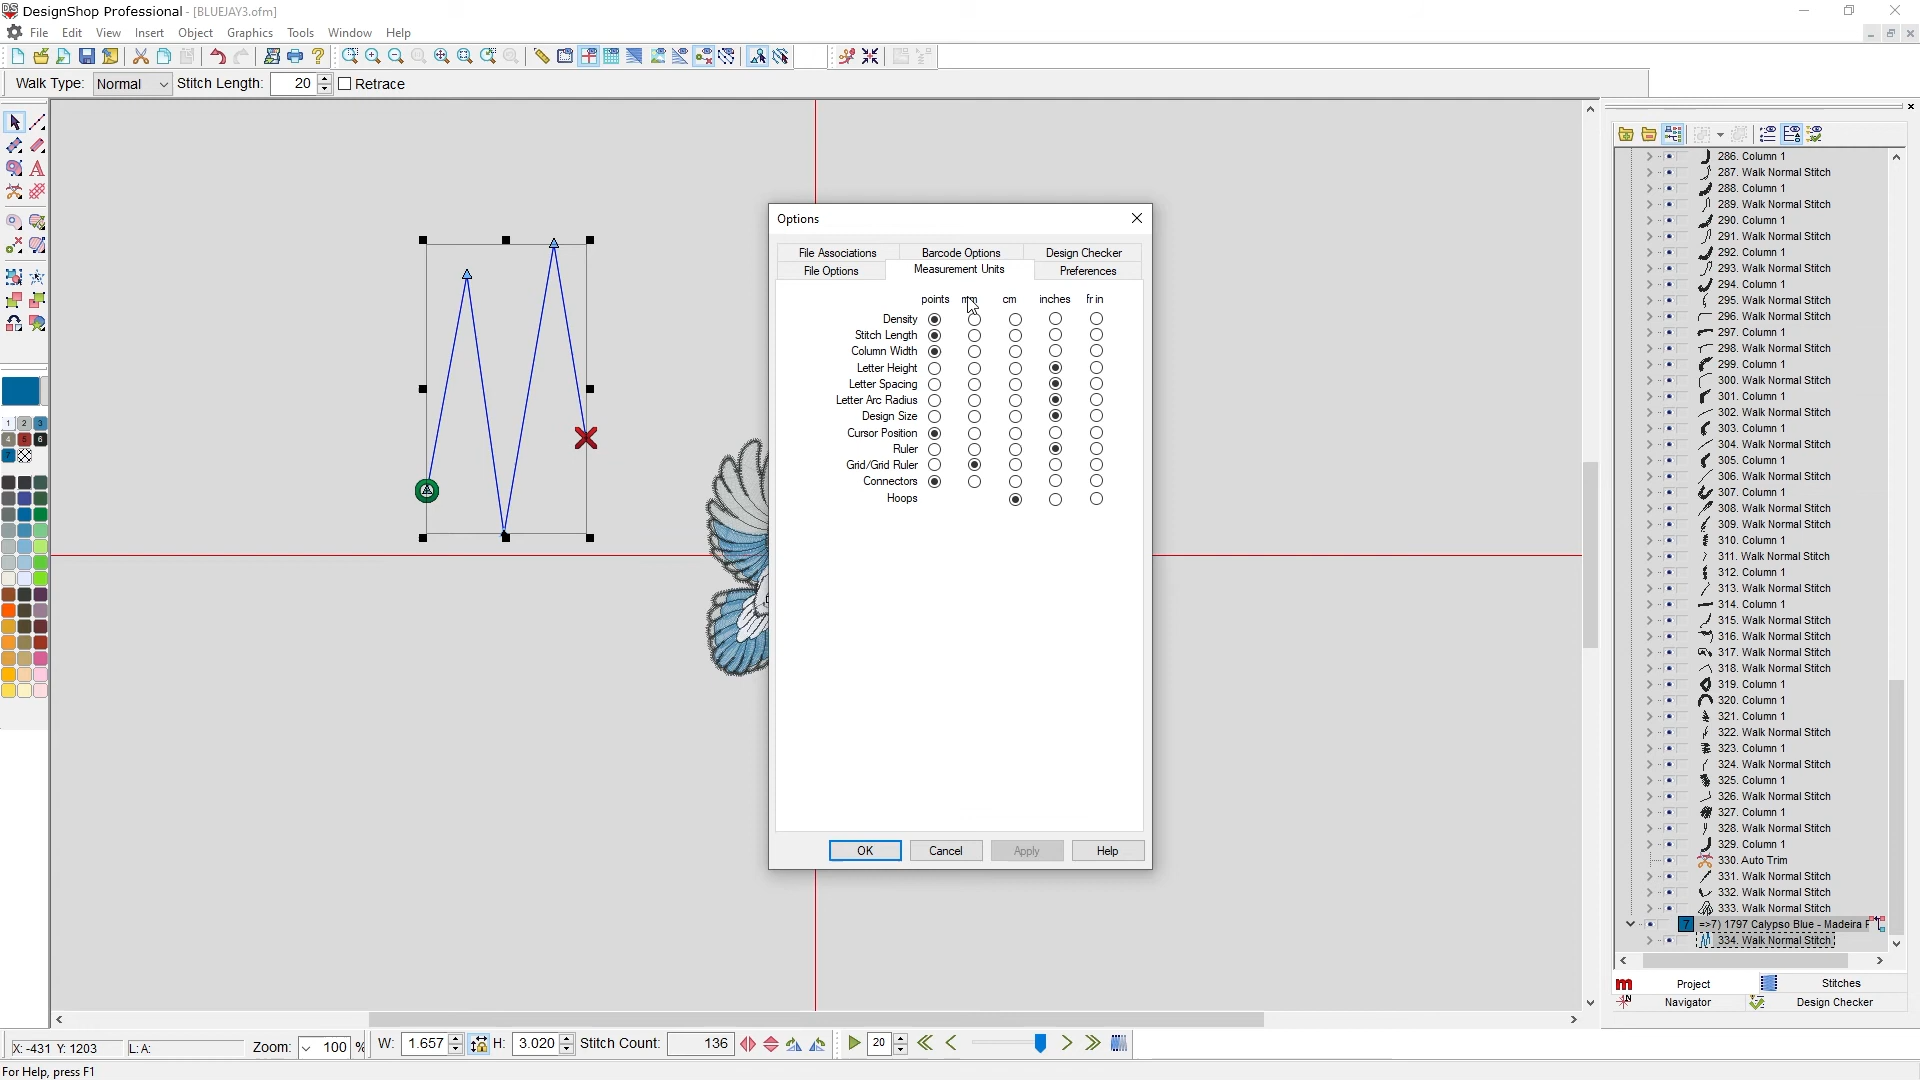 DesignShop Professional - [BLUEJAY3.ofm]
File Edit View Insert Object Graphics Tools Window Help
Walk Type: Normal Stitch Length: 20 Retrace
Options
File Associations Barcode Options Design Checker
File Options Measurement Units Preferences
points mm cm inches fr in
Density
Stitch Length
Column Width
Letter Height
Letter Spacing
Letter Arc Radius
Design Size
Cursor Position
Ruler
Grid/Grid Ruler
Connectors
Hoops
OK Cancel Apply Help
286. Column 1
287. Walk Normal Stitch
288. Column 1
289. Walk Normal Stitch
290. Column 1
291. Walk Normal Stitch
292. Column 1
293. Walk Normal Stitch
294. Column 1
295. Walk Normal Stitch
296. Walk Normal Stitch
297. Column 1
298. Walk Normal Stitch
299. Column 1
300. Walk Normal Stitch
301. Column 1
302. Walk Normal Stitch
303. Column 1
304. Walk Normal Stitch
305. Column 1
306. Walk Normal Stitch
307. Column 1
308. Walk Normal Stitch
309. Walk Normal Stitch
310. Column 1
311. Walk Normal Stitch
312. Column 1
313. Walk Normal Stitch
314. Column 1
315. Walk Normal Stitch
316. Walk Normal Stitch
317. Walk Normal Stitch
318. Walk Normal Stitch
319. Column 1
320. Column 1
321. Column 1
322. Walk Normal Stitch
323. Column 1
324. Walk Normal Stitch
325. Column 1
326. Walk Normal Stitch
327. Column 1
328. Walk Normal Stitch
329. Column 1
330. Auto Trim
331. Walk Normal Stitch
332. Walk Normal Stitch
333. Walk Normal Stitch
7 =>7) 1797 Calypso Blue - Madeira F
334. Walk Normal Stitch
Project Stitches
Navigator Design Checker
1 2 3
4 5 6
7
X: -431 Y: 1203 L: A: Zoom: 100 % W: 1.657 H: 3.020 Stitch Count: 136 20
For Help, press F1